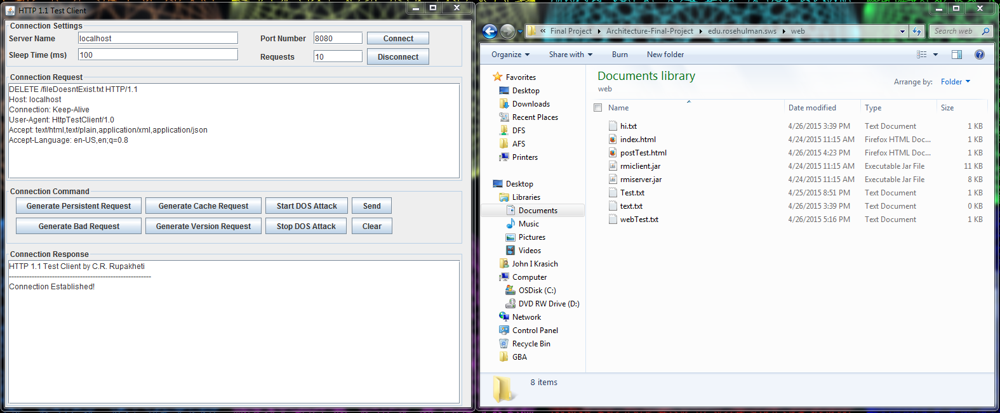 HTTP 1.1 Test Client
Connection Settings
Server Name localhost Port Number 8080 Connect
Sleep Time (ms) 100 Requests 10 Disconnect
Connection Request
DELETE /fileDoesntExist.txt HTTP/1.1
Host: localhost
Connection: Keep-Alive
User-Agent: HttpTestClient/1.0
Accept: text/html,text/plain,application/xml,application/json
Accept-Language: en-US,en;q=0.8
Connection Command
Generate Persistent Request Generate Cache Request Start DOS Attack Send
Generate Bad Request Generate Version Request Stop DOS Attack Clear
Connection Response
HTTP 1.1 Test Client by C.R. Rupakheti
--------------------------------------------------------
Connection Established!
« Final Project Architecture-Final-Project edu.rosehulman.sws web Search web
Organize Share with Burn New folder
Favorites
Desktop
Downloads
Recent Places
DFS
AFS
Printers
Desktop
Libraries
Documents
Music
Pictures
Videos
John I Krasich
Computer
OSDisk (C:)
DVD RW Drive (D:)
Network
Control Panel
Recycle Bin
GBA
Documents library
web
Arrange by: Folder
Name Date modified Type Size
hi.txt 4/26/2015 3:39 PM Text Document 1 KB
index.html 4/24/2015 11:15 AM Firefox HTML Doc... 1 KB
postTest.html 4/26/2015 4:23 PM Firefox HTML Doc... 1 KB
rmiclient.jar 4/24/2015 11:15 AM Executable Jar File 11 KB
rmiserver.jar 4/24/2015 11:15 AM Executable Jar File 8 KB
Test.txt 4/25/2015 8:51 PM Text Document 1 KB
text.txt 4/26/2015 3:39 PM Text Document 0 KB
webTest.txt 4/26/2015 5:16 PM Text Document 1 KB
8 items